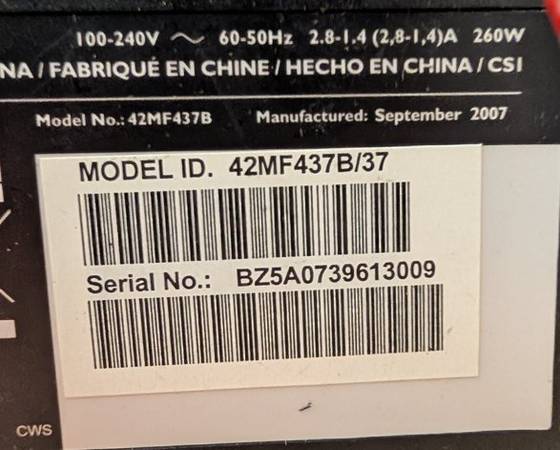 100-240V ～ 60-50Hz 2.8-1.4 (2,8-1,4)A 260W
NA / FABRIQUÉ EN CHINE / HECHO EN CHINA / CSI
Model No.: 42MF437B Manufactured: September 2007
MODEL ID. 42MF437B/37
Serial No.: BZ5A0739613009
CWS